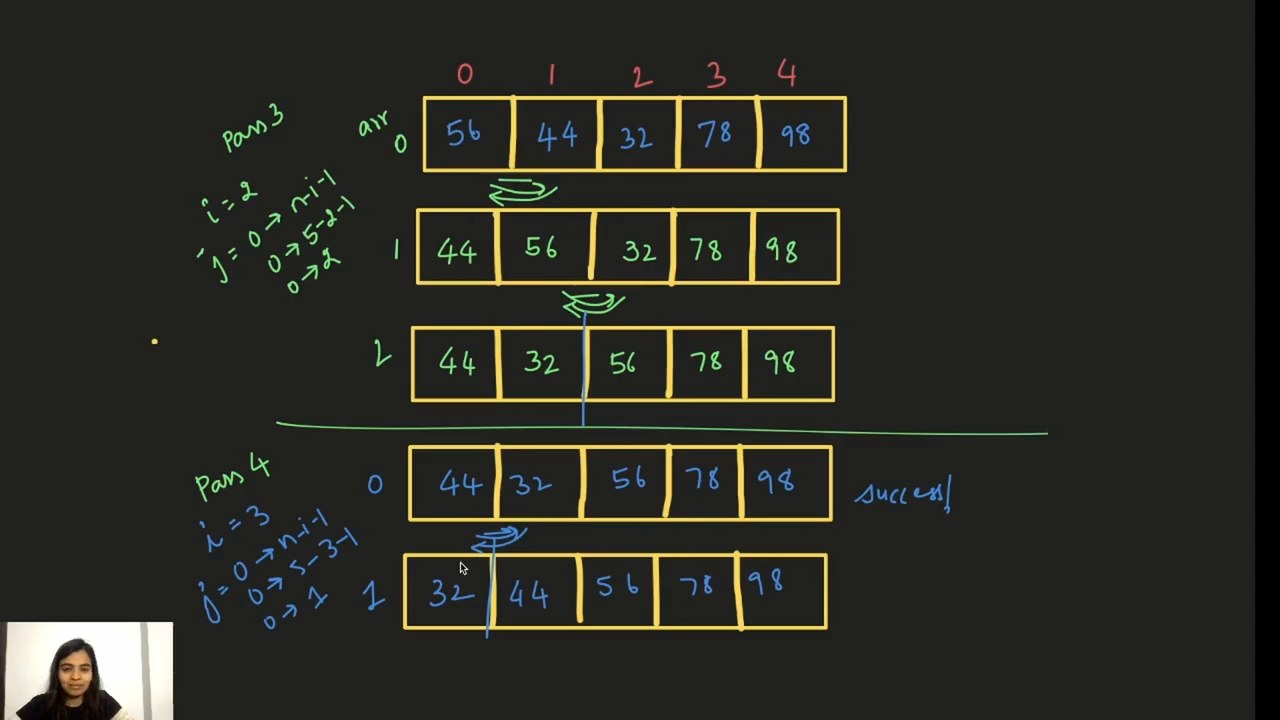 0 1 2 3 4
Pass 3
arr
0 56 44 32 78 98
i = 2
j = 0 → n-i-1
0 → 5-2-1
0 → 2
1 44 56 32 78 98
2 44 32 56 78 98
Pass 4
0 44 32 56 78 98 success
i = 3
j = 0 → n-i-1
0 → 5-3-1
0 → 1
1 32 44 56 78 98